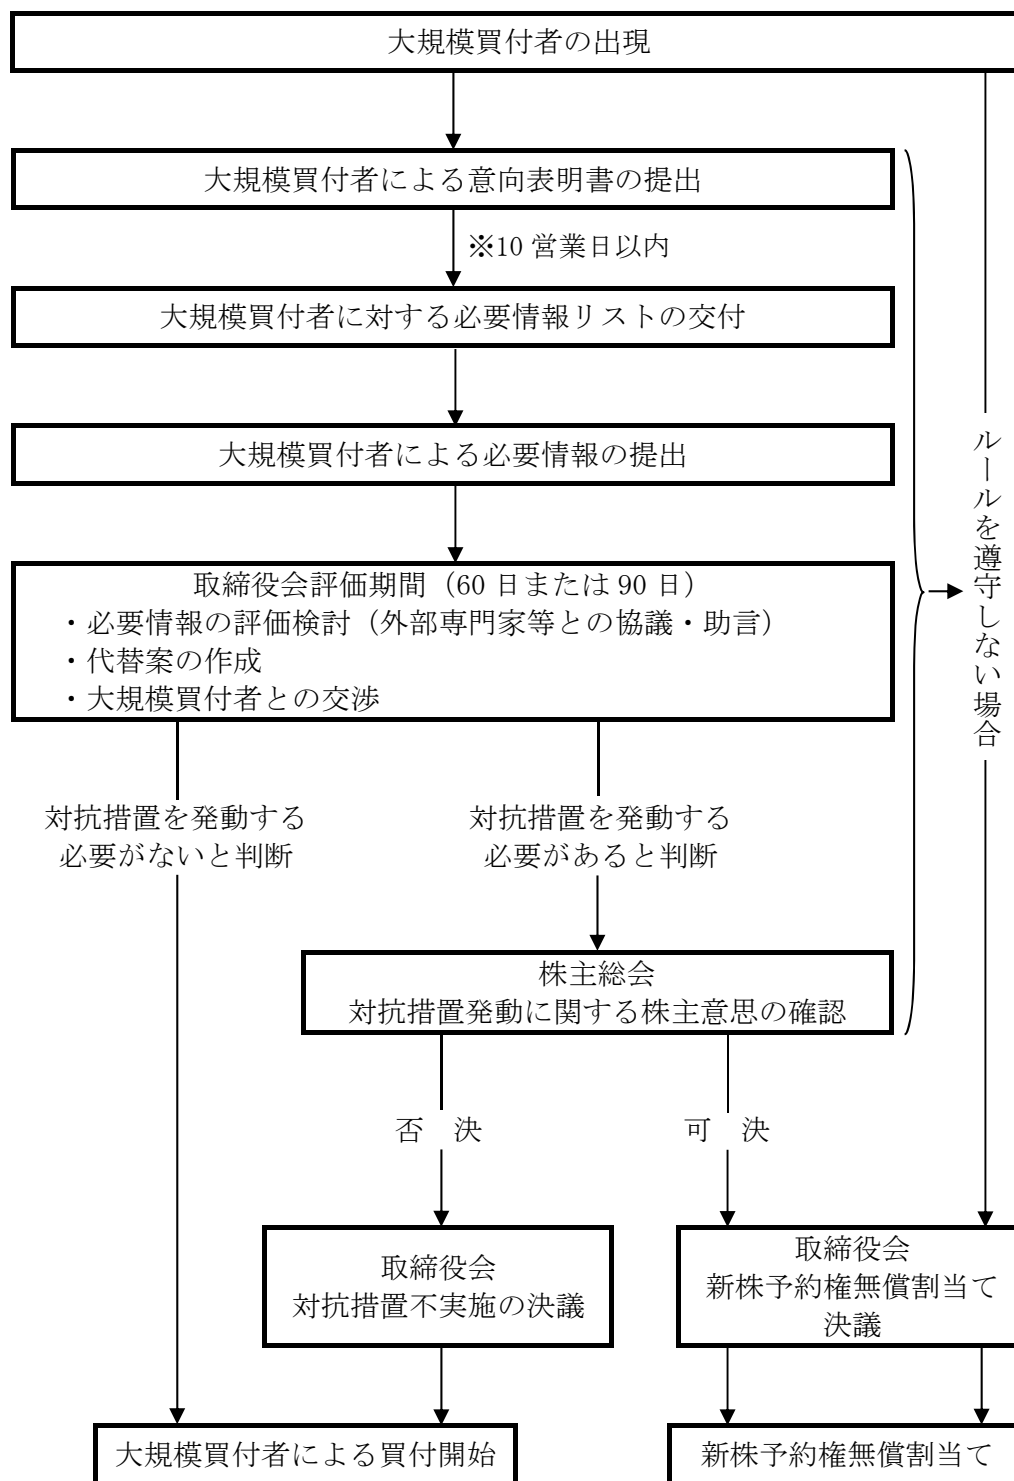 大規模買付者の出現
大規模買付者による意向表明書の提出
※10 営業日以内
大規模買付者に対する必要情報リストの交付
大規模買付者による必要情報の提出
ルールを遵守しない場合
取締役会評価期間（60 日または 90 日）
・必要情報の評価検討（外部専門家等との協議・助言）
・代替案の作成
・大規模買付者との交渉
対抗措置を発動する
必要がないと判断
対抗措置を発動する
必要があると判断
株主総会
対抗措置発動に関する株主意思の確認
否　決
可　決
取締役会
対抗措置不実施の決議
取締役会
新株予約権無償割当て
決議
大規模買付者による買付開始
新株予約権無償割当て